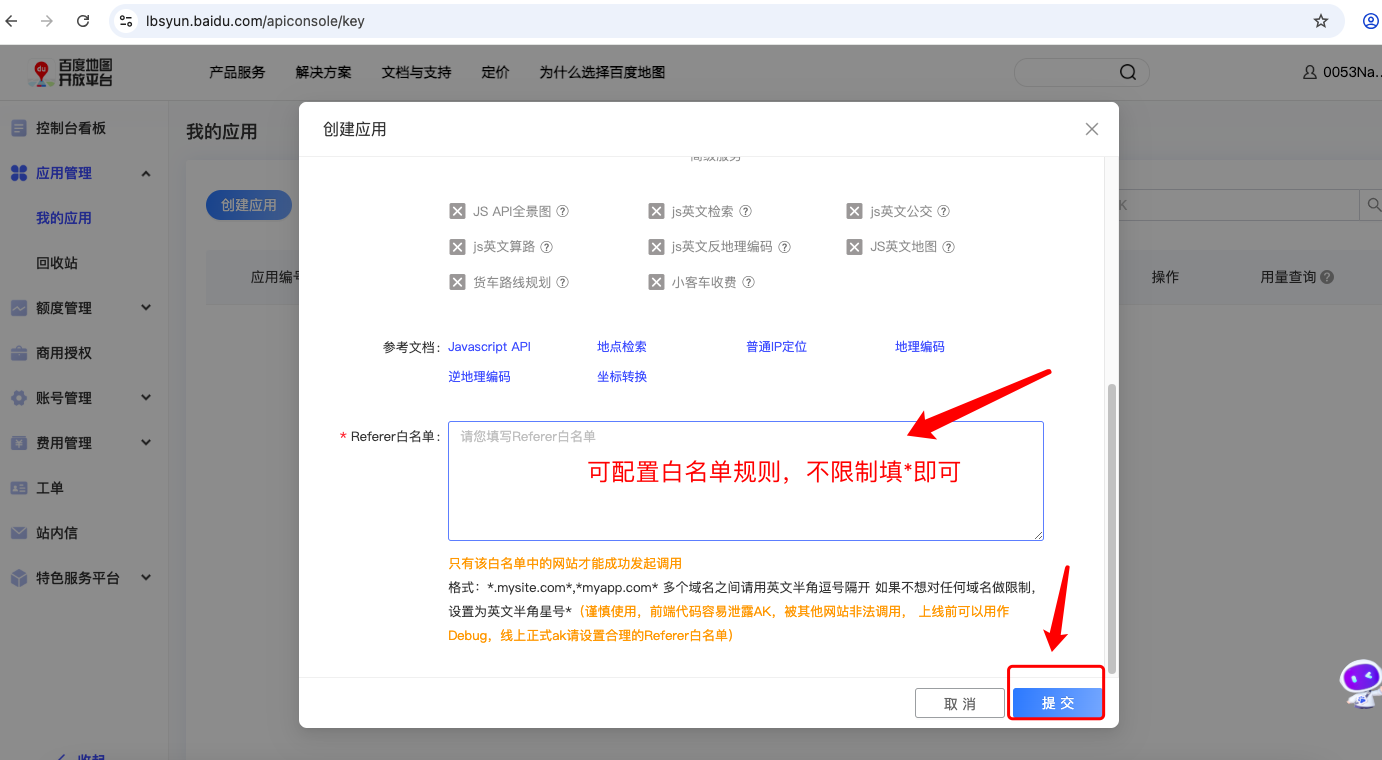 lbsyun.baidu.com/apiconsole/key
百度地图
开放平台
产品服务 解决方案 文档与支持 定价 为什么选择百度地图
0053Na...
控制台看板
应用管理
我的应用
回收站
额度管理
商用授权
账号管理
费用管理
工单
站内信
特色服务平台
收起
我的应用
创建应用
K
应用编号
操作
用量查询
创建应用
高级服务
JS API全景图 js英文检索 js英文公交
js英文算路 js英文反地理编码 JS英文地图
货车路线规划 小客车收费
参考文档: Javascript API 地点检索 普通IP定位 地理编码
逆地理编码 坐标转换
* Referer白名单: 请您填写Referer白名单
可配置白名单规则，不限制填*即可
只有该白名单中的网站才能成功发起调用
格式：*.mysite.com*,*myapp.com* 多个域名之间请用英文半角逗号隔开 如果不想对任何域名做限制，
设置为英文半角星号*（谨慎使用，前端代码容易泄露AK，被其他网站非法调用， 上线前可以用作
Debug，线上正式ak请设置合理的Referer白名单）
取 消 提 交